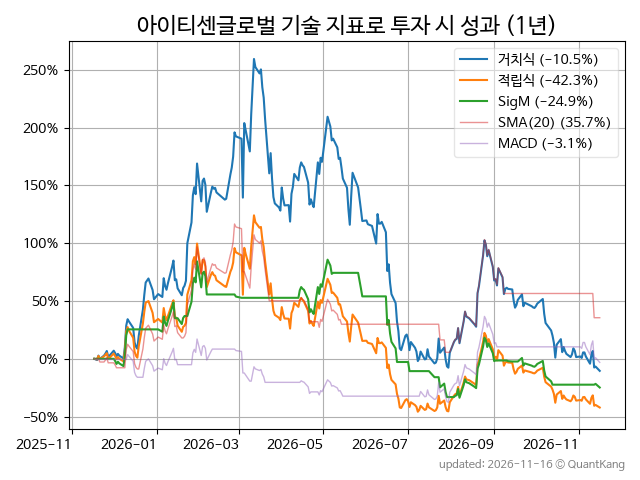 아이티센글로벌 기술 지표로 투자 시 성과 (1년)
거치식 (-10.5%)
적립식 (-42.3%)
SigM (-24.9%)
SMA(20) (35.7%)
MACD (-3.1%)
250%
200%
150%
100%
50%
0%
-50%
2025-11
2026-01
2026-03
2026-05
2026-07
2026-09
2026-11
updated: 2026-11-16 © QuantKang